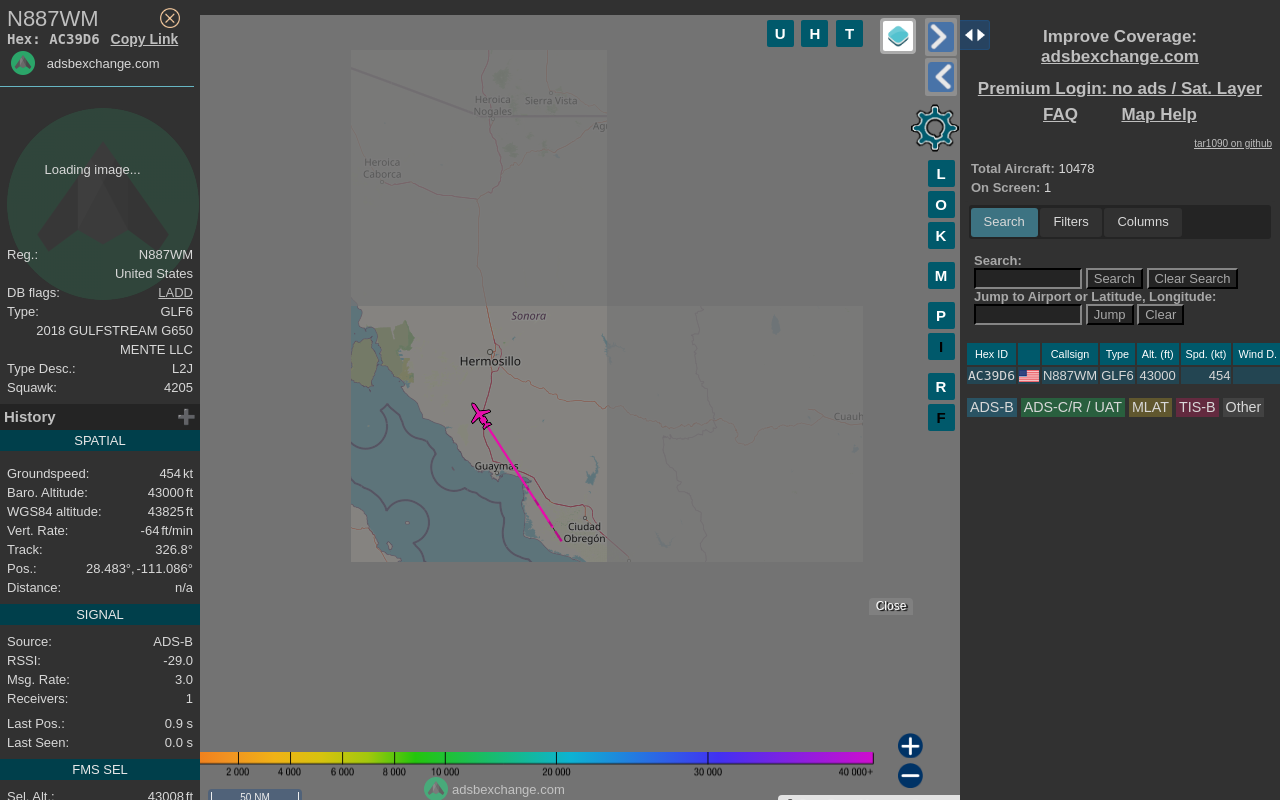 N887WM
Hex: AC39D6 Copy Link
adsbexchange.com
Loading image...
Reg.: N887WM
United States
DB flags: LADD
Type: GLF6
2018 GULFSTREAM G650
MENTE LLC
Type Desc.: L2J
Squawk: 4205
History
SPATIAL
Groundspeed: 454 kt
Baro. Altitude: 43000 ft
WGS84 altitude: 43825 ft
Vert. Rate: -64 ft/min
Track: 326.8°
Pos.: 28.483°, -111.086°
Distance: n/a
SIGNAL
Source: ADS-B
RSSI: -29.0
Msg. Rate: 3.0
Receivers: 1
Last Pos.: 0.9 s
Last Seen: 0.0 s
FMS SEL
Sel. Alt.: 43008 ft
U H T
Heroica
Nogales
Sierra Vista
Heroica
Caborca
Sonora
Hermosillo
Guaymas
Ciudad
Obregón
L
O
K
M
P
I
R
F
Close
2 000 4 000 6 000 8 000 10 000 20 000 30 000 40 000+
50 NM
adsbexchange.com
Improve Coverage:
adsbexchange.com
Premium Login: no ads / Sat. Layer
FAQ Map Help
tar1090 on github
Total Aircraft: 10478
On Screen: 1
Search Filters Columns
Search:
Search Clear Search
Jump to Airport or Latitude, Longitude:
Jump Clear
Hex ID Callsign Type Alt. (ft) Spd. (kt) Wind D.
AC39D6 N887WM GLF6 43000 454
ADS-B ADS-C/R / UAT MLAT TIS-B Other